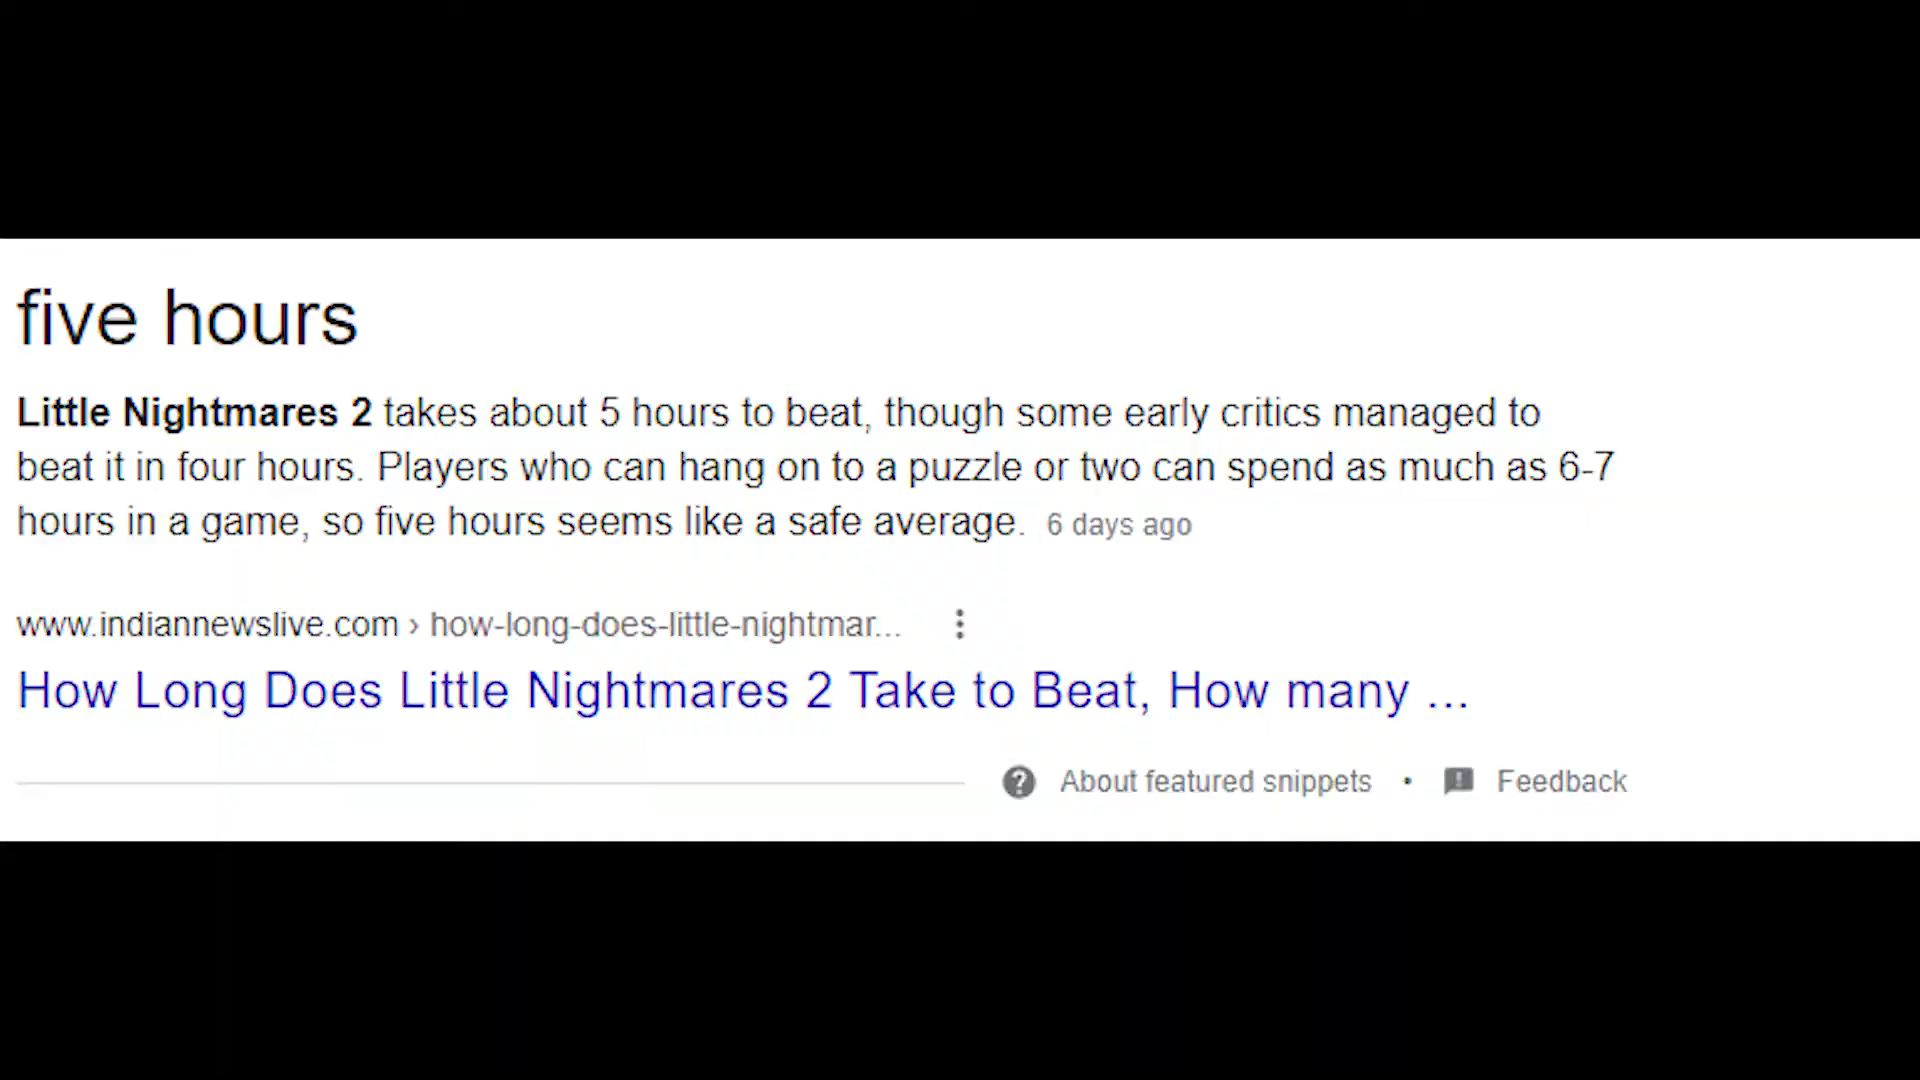 five hours
Little Nightmares 2 takes about 5 hours to beat, though some early critics managed to
beat it in four hours. Players who can hang on to a puzzle or two can spend as much as 6-7
hours in a game, so five hours seems like a safe average. 6 days ago
www.indiannewslive.com › how-long-does-little-nightmar...
How Long Does Little Nightmares 2 Take to Beat, How many ...
About featured snippets • Feedback